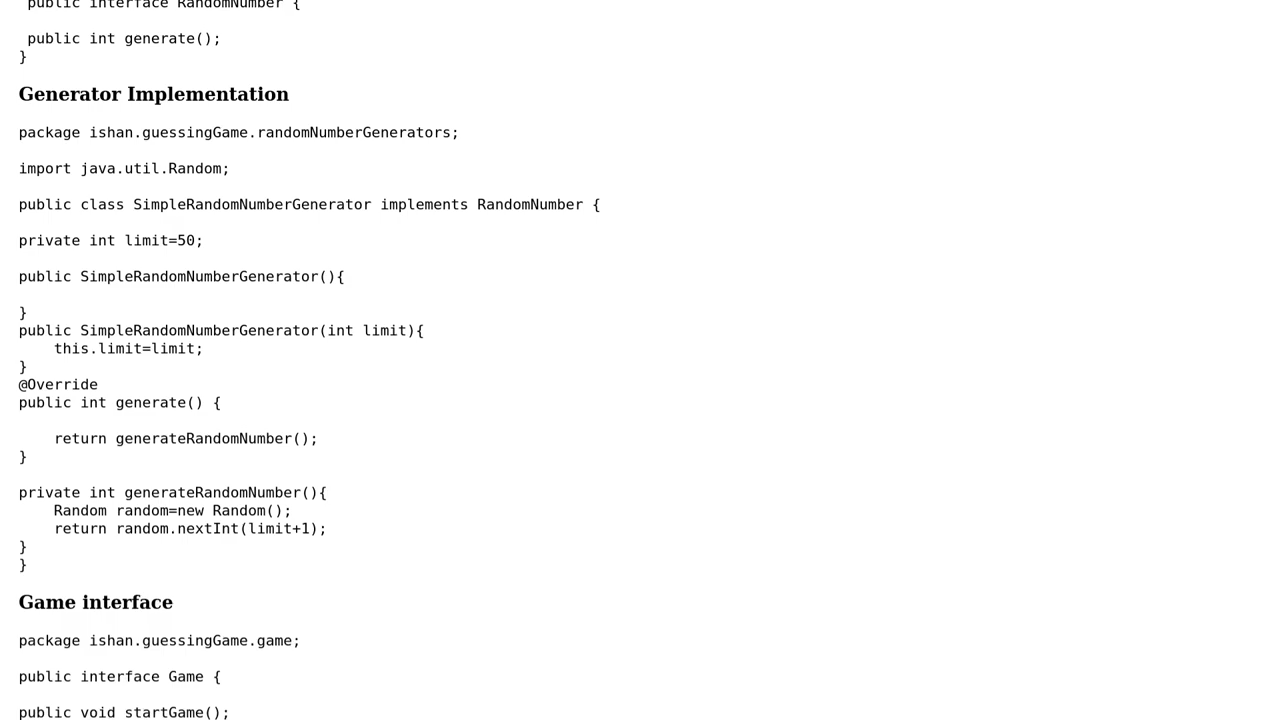 public interface RandomNumber {
public int generate();
}
Generator Implementation
package ishan.guessingGame.randomNumberGenerators;
import java.util.Random;
public class SimpleRandomNumberGenerator implements RandomNumber {
private int limit=50;
public SimpleRandomNumberGenerator(){
}
public SimpleRandomNumberGenerator(int limit){
    this.limit=limit;
}
@Override
public int generate() {
    return generateRandomNumber();
}
private int generateRandomNumber(){
    Random random=new Random();
    return random.nextInt(limit+1);
}
}
Game interface
package ishan.guessingGame.game;
public interface Game {
public void startGame();